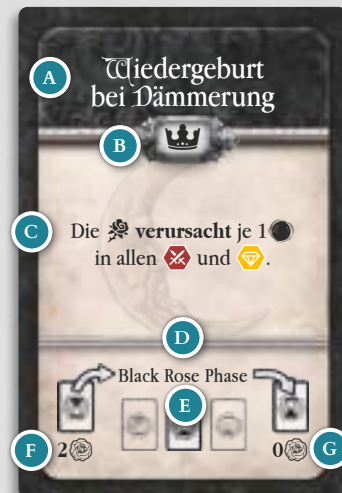 A
Wiedergeburt
bei Dämmerung
B
C
Die verursacht je 1
in allen und .
D
Black Rose Phase
E
F 2
0 G